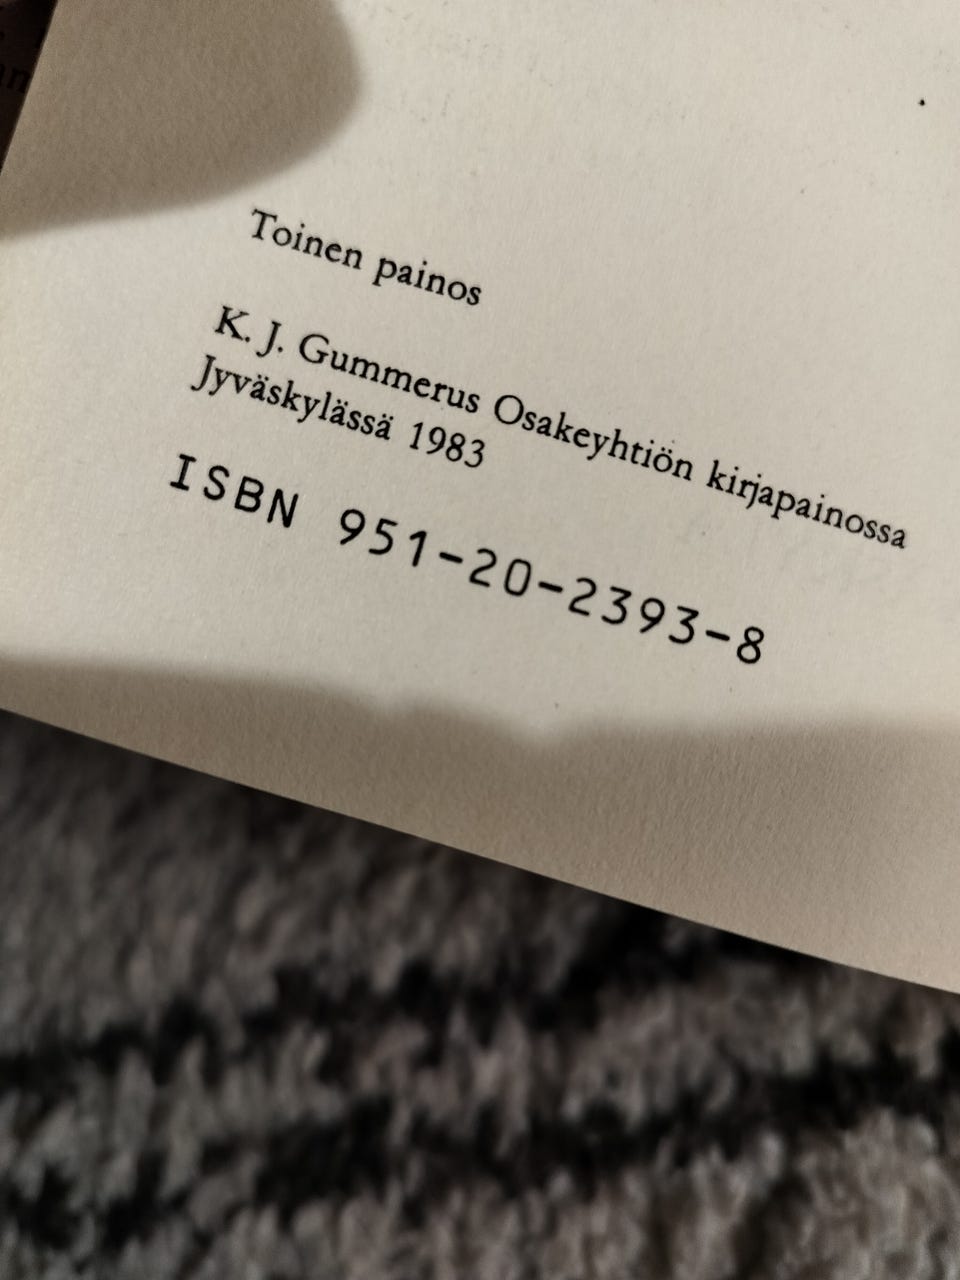 Toinen painos
K. J. Gummerus Osakeyhtiön kirjapainossa
Jyväskylässä 1983
ISBN 951-20-2393-8